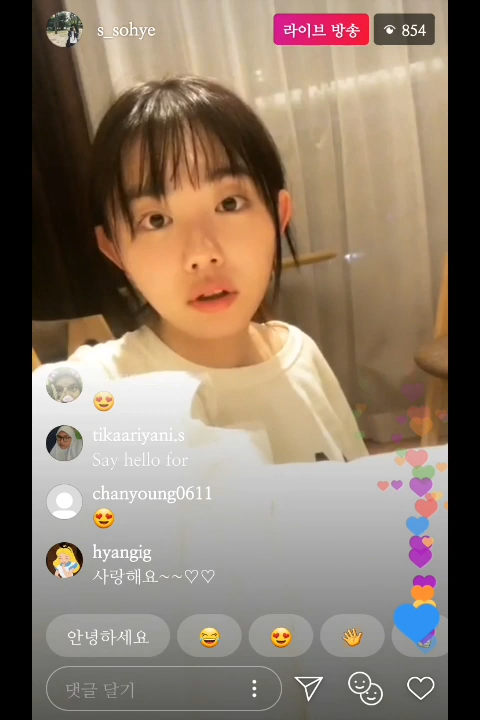 s_sohye
라이브 방송
854
😍
tikaariyani.s
Say hello for
chanyoung0611
😍
hyangig
사랑해요~~♡♡
안녕하세요 😆 😍 👋
댓글 달기